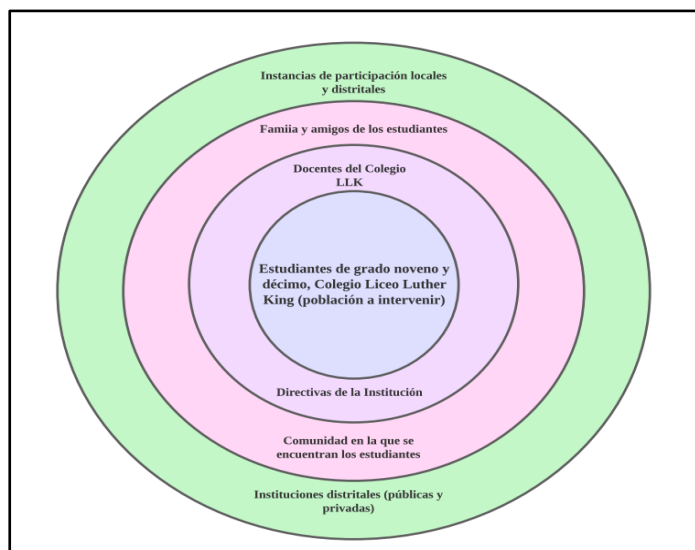 Instancias de participación locales
y distritales
Famiia y amigos de los estudiantes
Docentes del Colegio
LLK
Estudiantes de grado noveno y
décimo, Colegio Liceo Luther
King (población a intervenir)
Directivas de la Institución
Comunidad en la que se
encuentran los estudiantes
Instituciones distritales (públicas y
privadas)